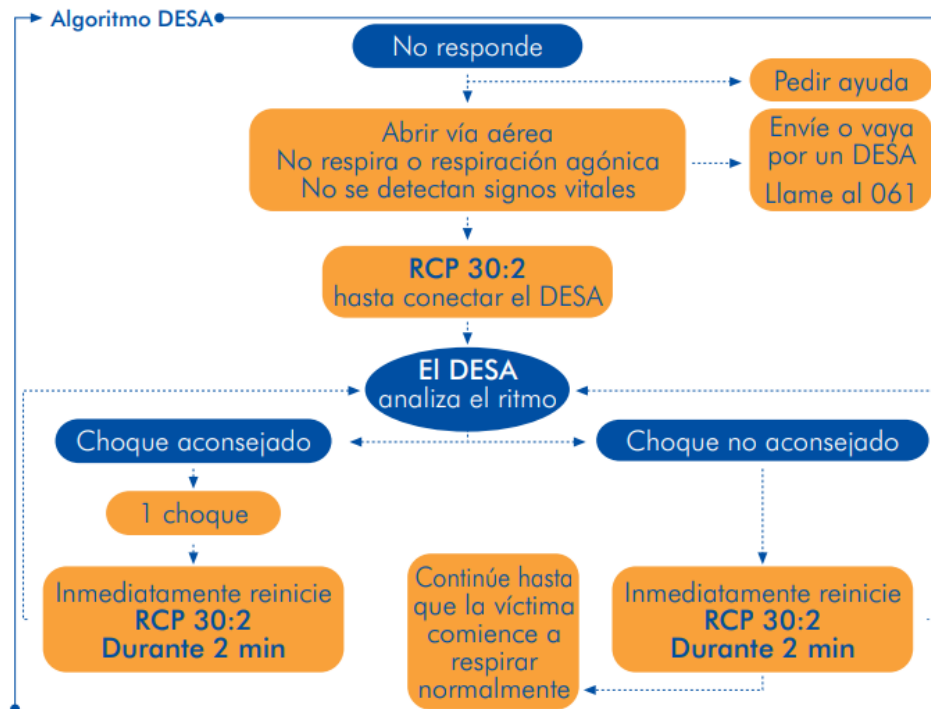 Algoritmo DESA
No responde
Pedir ayuda
Abrir vía aérea
No respira o respiración agónica
No se detectan signos vitales
Envíe o vaya
por un DESA
Llame al 061
RCP 30:2
hasta conectar el DESA
El DESA
analiza el ritmo
Choque aconsejado
Choque no aconsejado
1 choque
Inmediatamente reinicie
RCP 30:2
Durante 2 min
Continúe hasta
que la víctima
comience a
respirar
normalmente
Inmediatamente reinicie
RCP 30:2
Durante 2 min